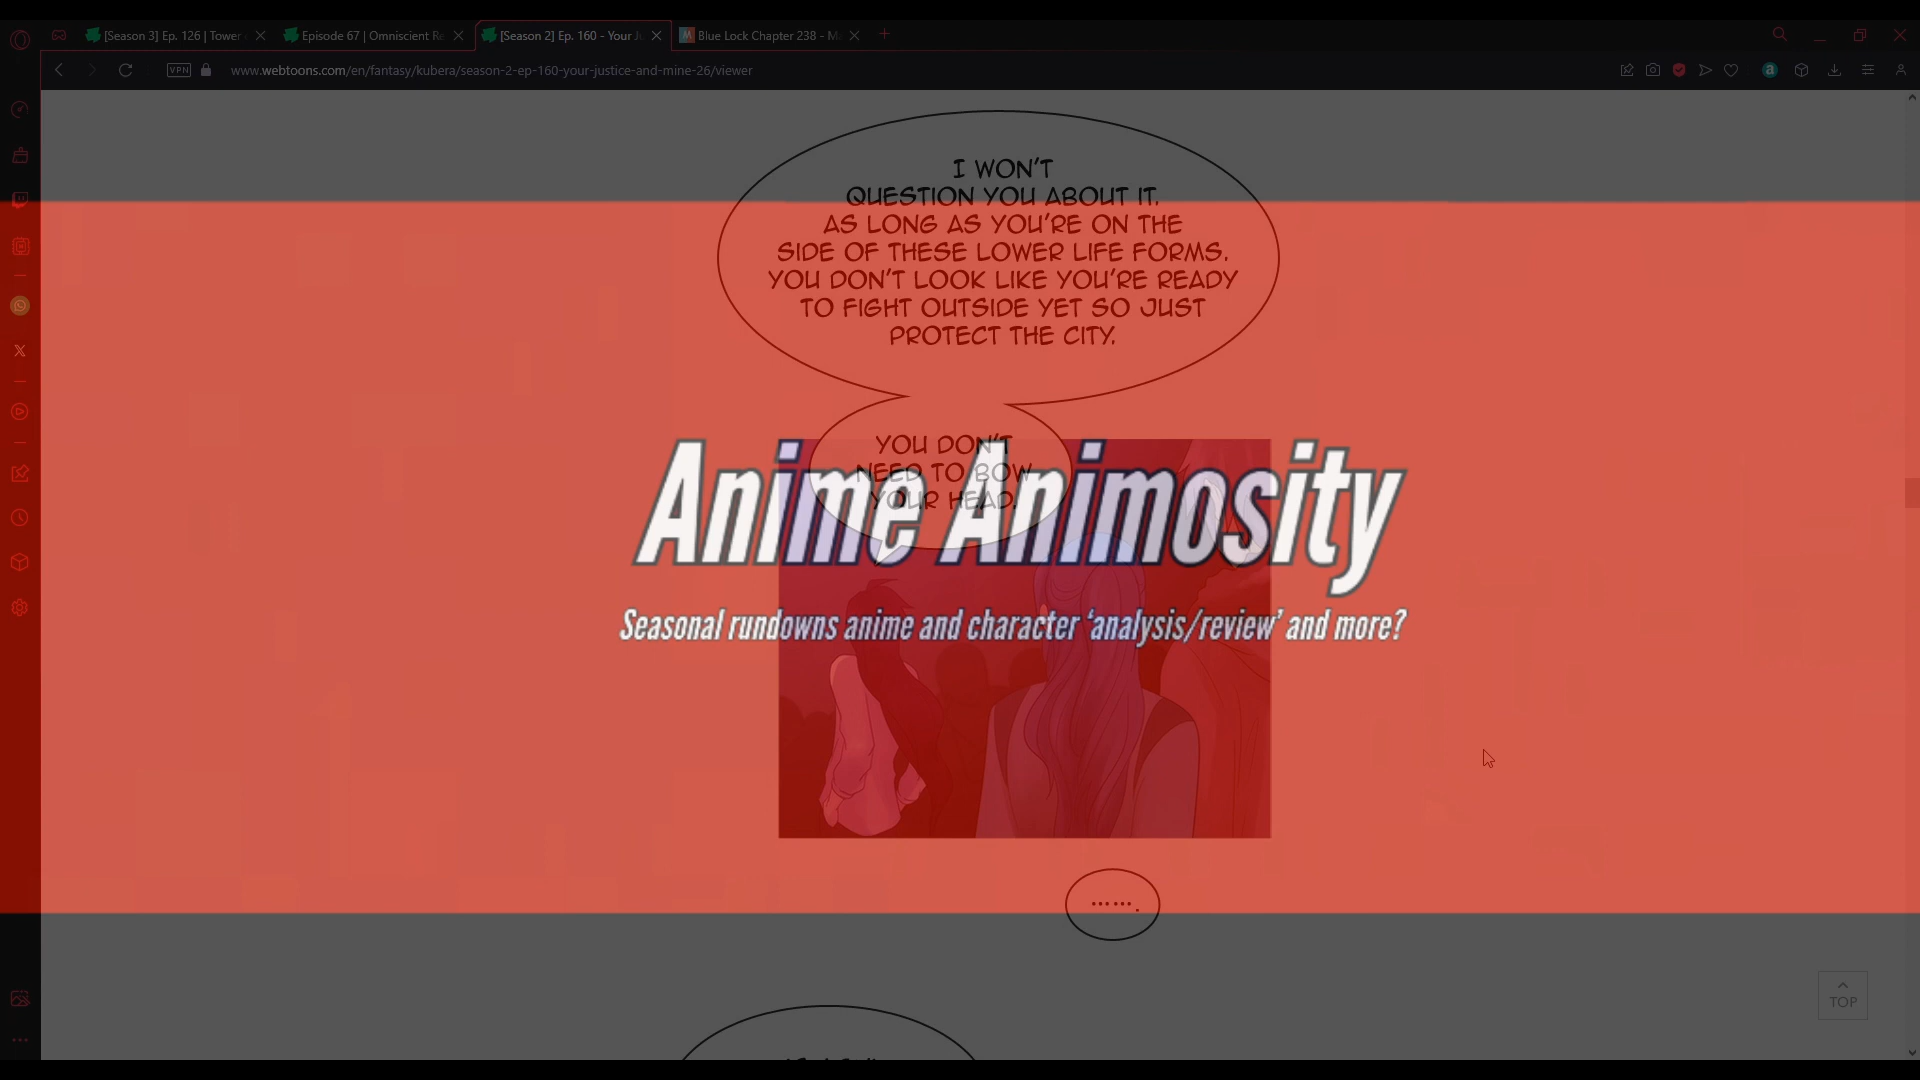 [Season 3] Ep. 126 | Tower
Episode 67 | Omniscient Re
[Season 2] Ep. 160 - Your Ju
Blue Lock Chapter 238 - M
VPN
www.webtoons.com/en/fantasy/kubera/season-2-ep-160-your-justice-and-mine-26/viewer
I WON'T
QUESTION YOU ABOUT IT.
AS LONG AS YOU'RE ON THE
SIDE OF THESE LOWER LIFE FORMS.
YOU DON'T LOOK LIKE YOU'RE READY
TO FIGHT OUTSIDE YET SO JUST
PROTECT THE CITY.
YOU DON'T
NEED TO BOW
YOUR HEAD.
Anime Animosity
Seasonal rundowns anime and character 'analysis/review' and more?
.......
TOP